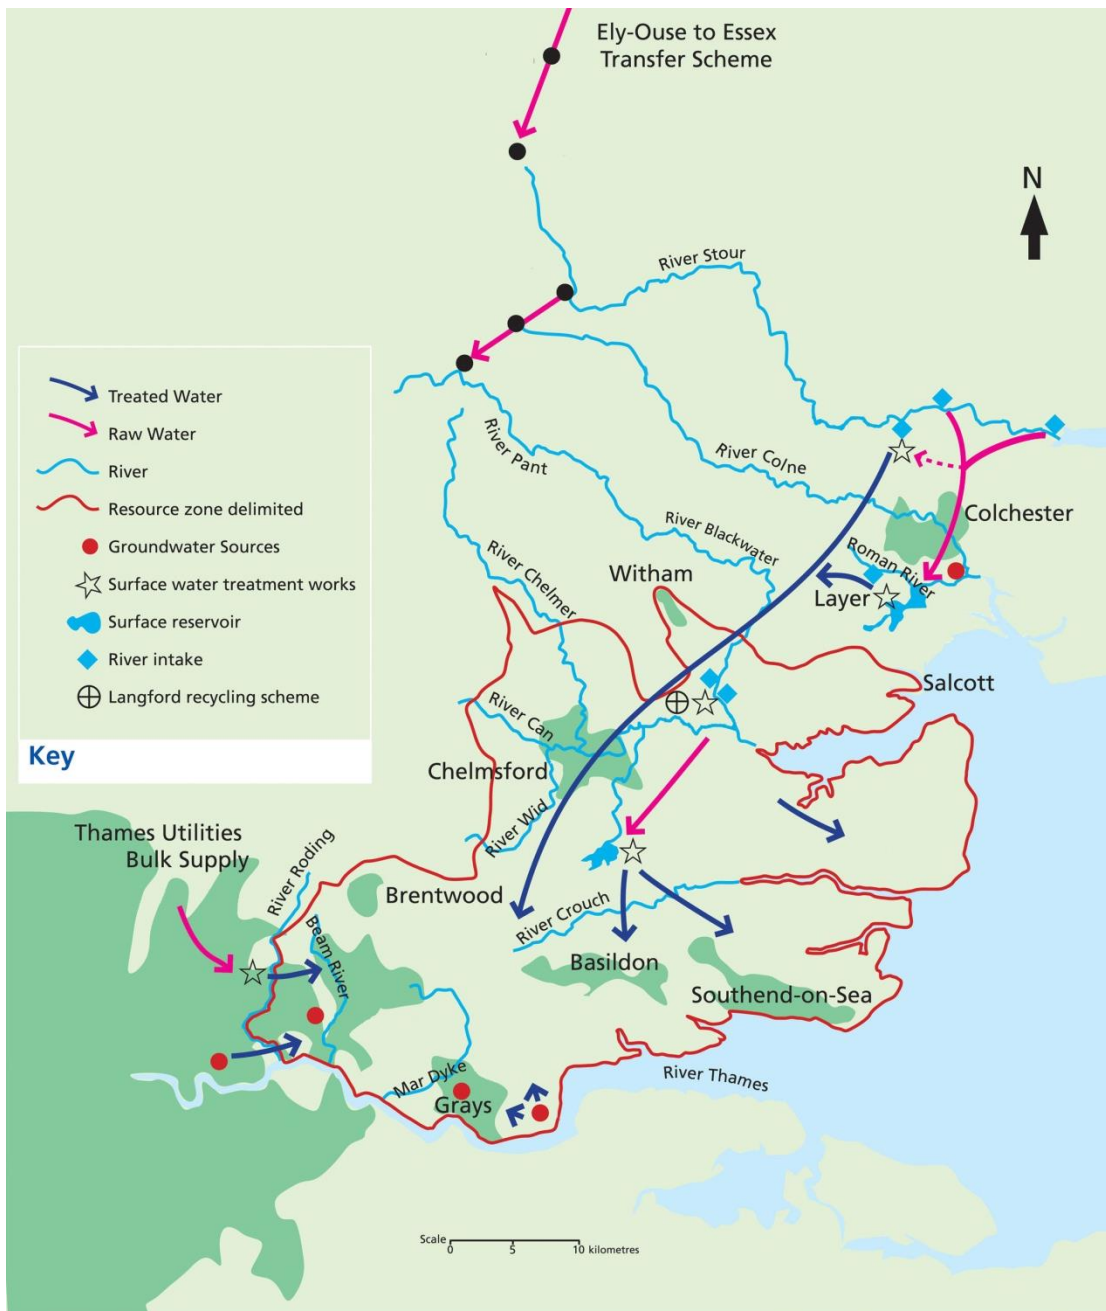 Ely-Ouse to Essex
Transfer Scheme
N
River Stour
Treated Water
Raw Water
River
Resource zone delimited
Groundwater Sources
Surface water treatment works
Surface reservoir
River intake
Langford recycling scheme
Key
River Pant
River Colne
Colchester
River Blackwater
Roman River
River Chelmer
Witham
Layer
Salcott
River Can
Chelmsford
River Wid
Thames Utilities
Bulk Supply
River Roding
Brentwood
Beam River
River Crouch
Basildon
Southend-on-Sea
Mar Dyke
Grays
River Thames
Scale
0 5 10 kilometres